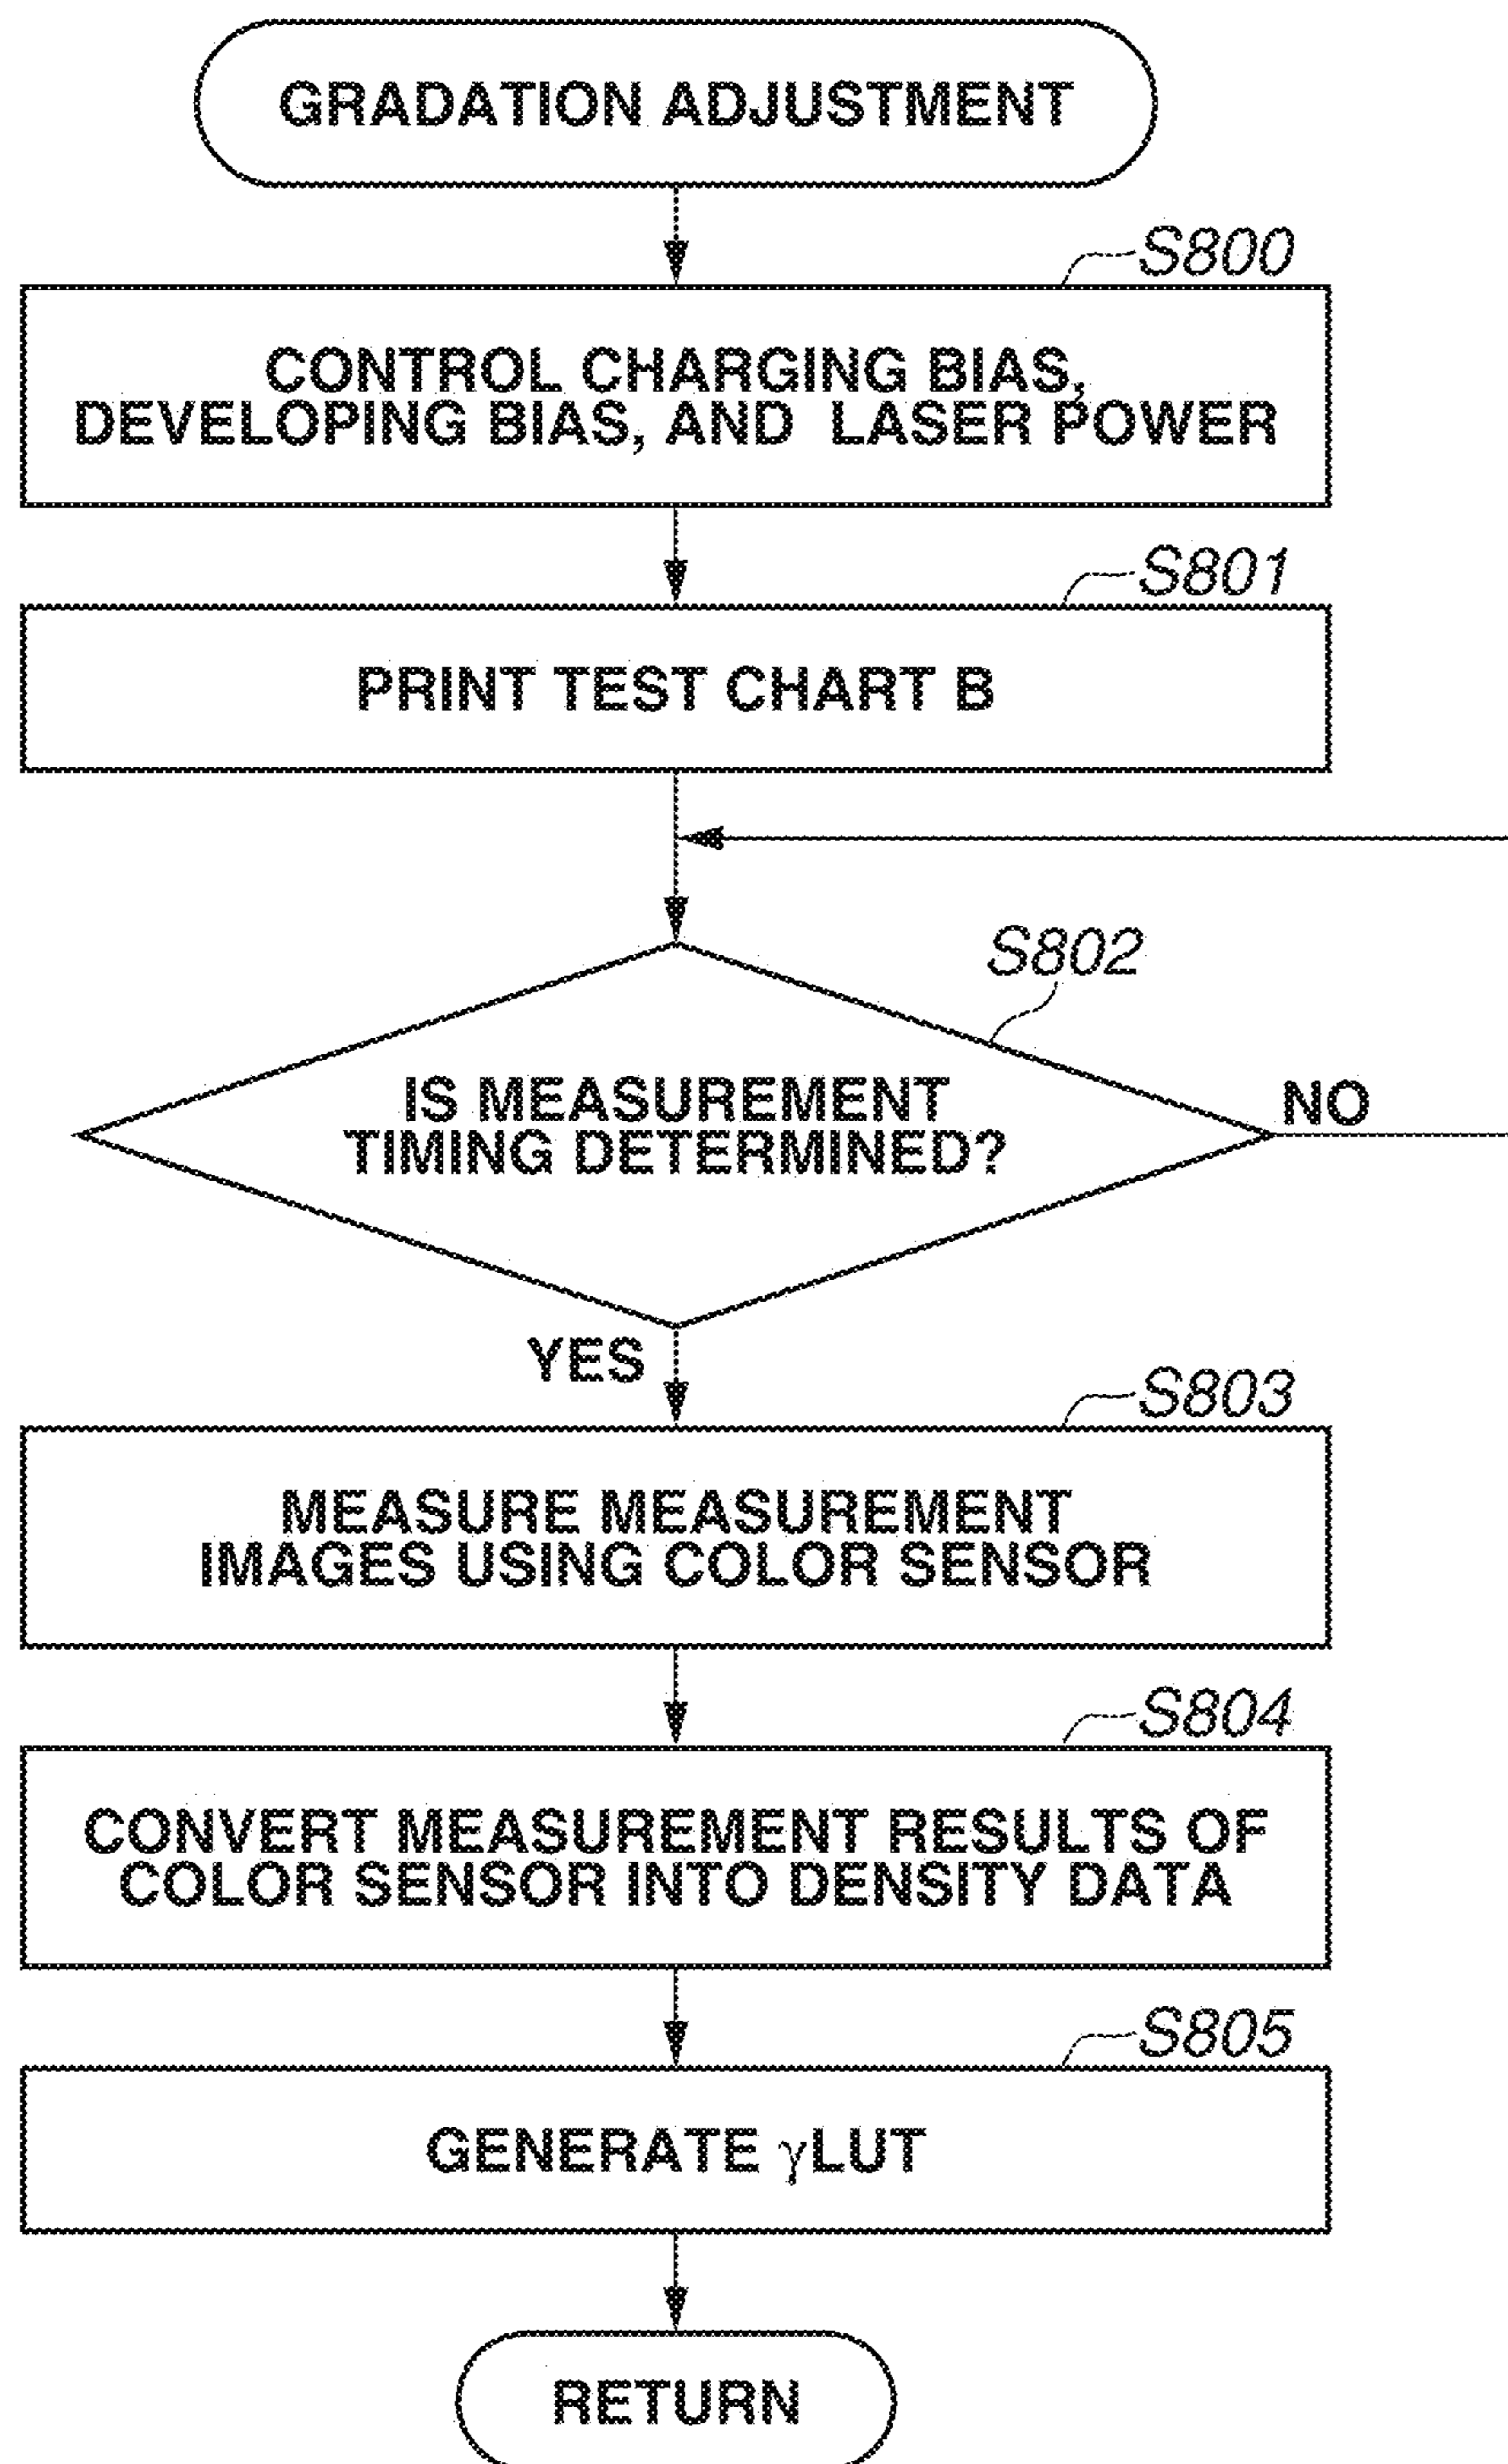 GRADATION ADJUSTMENT
S800
CONTROL CHARGING BIAS,
DEVELOPING BIAS, AND LASER POWER
S801
PRINT TEST CHART B
S802
IS MEASUREMENT
TIMING DETERMINED?
NO
YES
S803
MEASURE MEASUREMENT
IMAGES USING COLOR SENSOR
S804
CONVERT MEASUREMENT RESULTS OF
COLOR SENSOR INTO DENSITY DATA
S805
GENERATE γLUT
RETURN